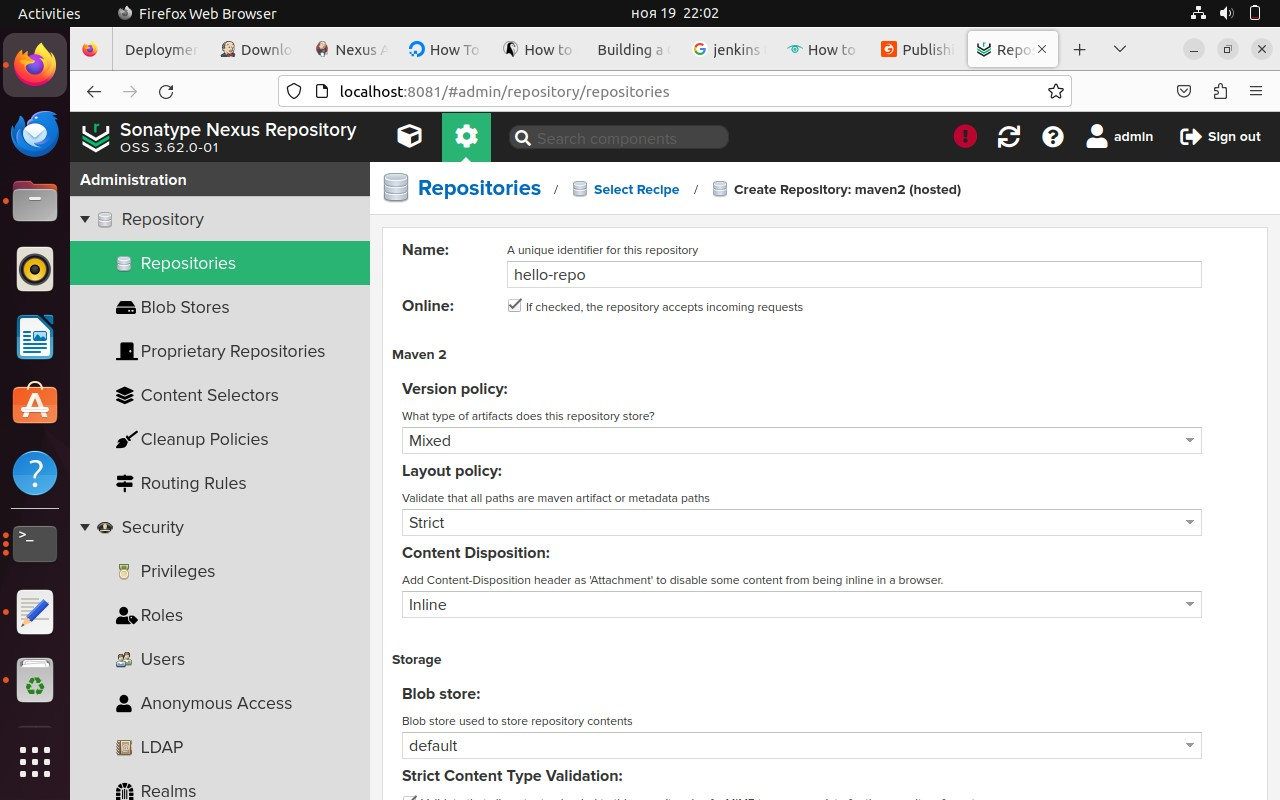 Activities Firefox Web Browser ноя 19 22:02
Deploymer Downlo Nexus A How To How to Building a jenkins How to Publishi Repo
localhost:8081/#admin/repository/repositories
Sonatype Nexus Repository
OSS 3.62.0-01
Search components
admin Sign out
Administration
Repositories / Select Recipe / Create Repository: maven2 (hosted)
Repository
Repositories
Blob Stores
Proprietary Repositories
Content Selectors
Cleanup Policies
Routing Rules
Security
Privileges
Roles
Users
Anonymous Access
LDAP
Realms
Name: A unique identifier for this repository
hello-repo
Online: If checked, the repository accepts incoming requests
Maven 2
Version policy:
What type of artifacts does this repository store?
Mixed
Layout policy:
Validate that all paths are maven artifact or metadata paths
Strict
Content Disposition:
Add Content-Disposition header as 'Attachment' to disable some content from being inline in a browser.
Inline
Storage
Blob store:
Blob store used to store repository contents
default
Strict Content Type Validation: